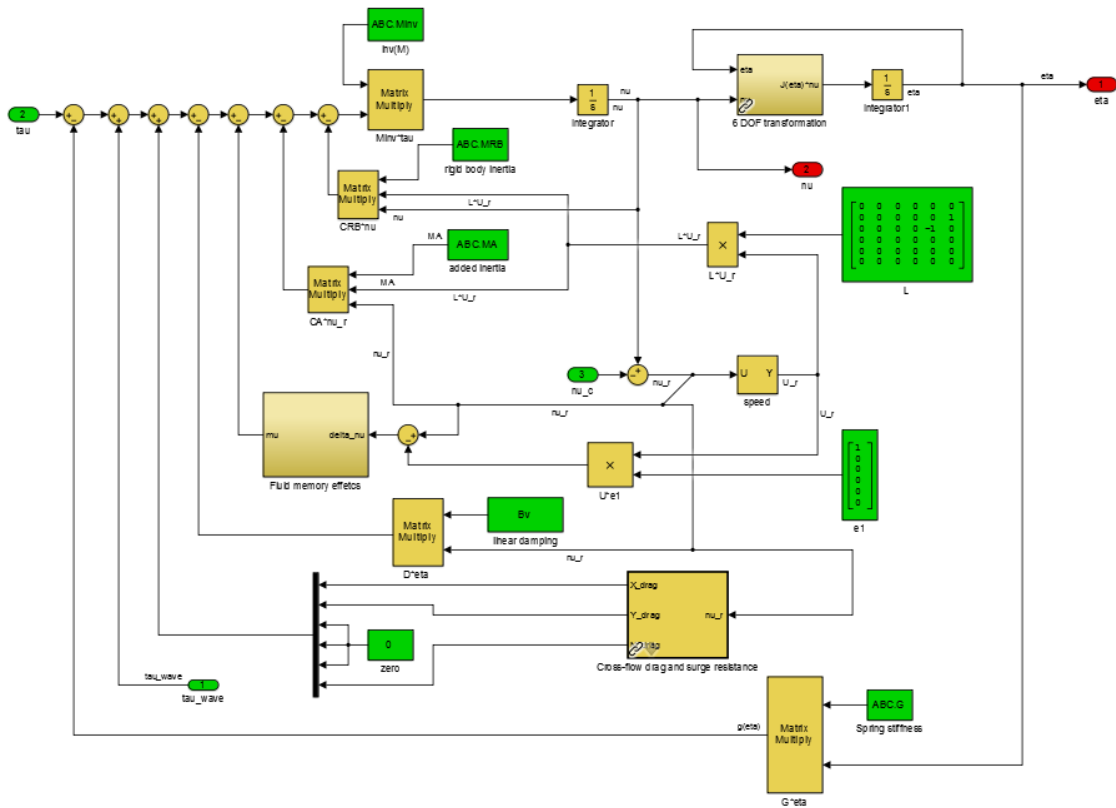 ABC.Minv
inv(M)
Matrix
Multiply
Minv*tau
2
tau
1
s
Integrator
nu
nu
eta
J(eta)*nu
6 DOF transformation
1
s
eta
Integrator1
eta
1
eta
2
nu
ABC.MRB
rigid body inertia
Matrix
Multiply
CRB*nu
L*U_r
nu
MA
ABC.MA
added inertia
Matrix
Multiply
CA*nu_r
MA
L*U_r
L*U_r
×
L*U_r
0 0 0 0 0 0
0 0 0 0 0 1
0 0 0 0 -1 0
0 0 0 0 0 0
0 0 0 0 0 0
0 0 0 0 0 0
L
nu_r
3
nu_c
nu_r
U Y
speed
U_r
U_r
nu_r
mu
delta_nu
Fluid memory effetcs
×
U*e1
1
0
0
0
0
0
e1
Matrix
Multiply
D*eta
Bv
linear damping
nu_r
X_drag
Y_drag
nu_r
Cross-flow drag and surge resistance
0
zero
tau_wave
1
tau_wave
g(eta)
Matrix
Multiply
G*eta
ABC.G
Spring stiffness